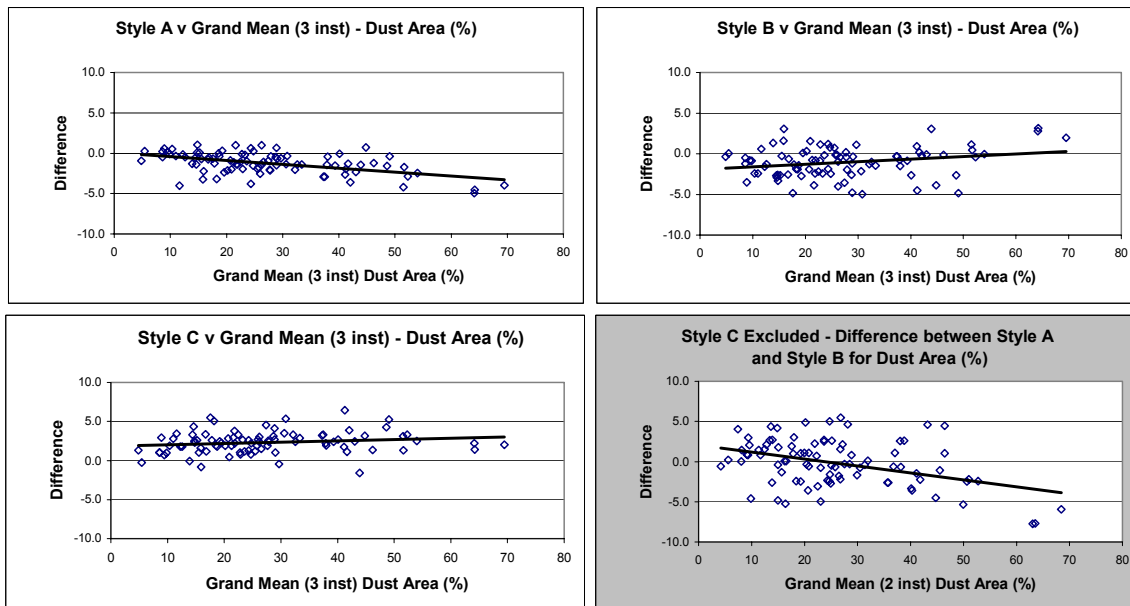 Style A v Grand Mean (3 inst) - Dust Area (%)
10.0
5.0
0.0
-5.0
-10.0
0 10 20 30 40 50 60 70 80
Grand Mean (3 inst) Dust Area (%)
Difference
Style B v Grand Mean (3 inst) - Dust Area (%)
10.0
5.0
0.0
-5.0
-10.0
0 10 20 30 40 50 60 70 80
Grand Mean (3 inst) Dust Area (%)
Difference
Style C v Grand Mean (3 inst) - Dust Area (%)
10.0
5.0
0.0
-5.0
-10.0
0 10 20 30 40 50 60 70 80
Grand Mean (3 inst) Dust Area (%)
Difference
Style C Excluded - Difference between Style A
and Style B for Dust Area (%)
10.0
5.0
0.0
-5.0
-10.0
0 10 20 30 40 50 60 70 80
Grand Mean (2 inst) Dust Area (%)
Difference